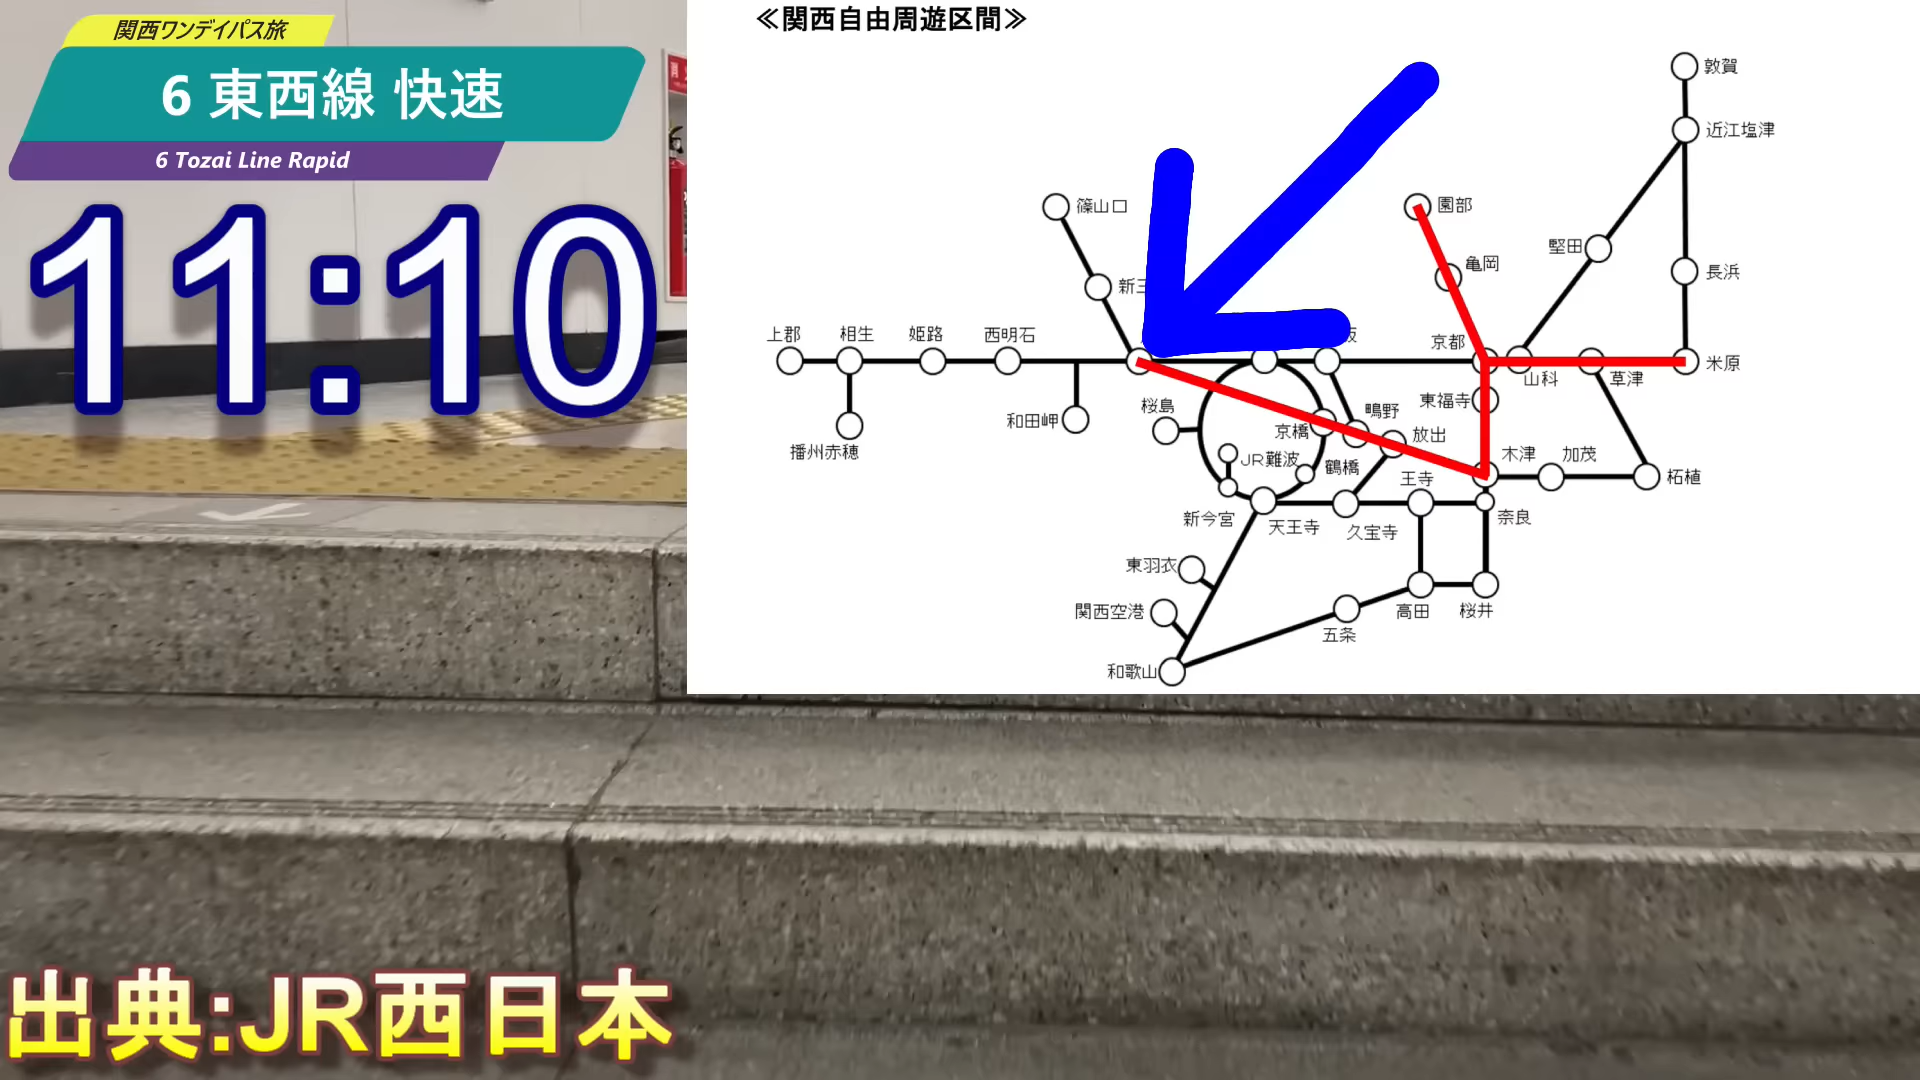 関西ワンデイパス旅
6 東西線 快速
6 Tozai Line Rapid
11:10
≪関西自由周遊区間≫
敦賀
近江塩津
篠山口
園部
堅田
亀岡
長浜
新三
上郡
相生
姫路
西明石
京都
米原
山科
草津
東福寺
和田岬
桜島
鴫野
京橋
放出
播州赤穂
JR難波
鶴橋
木津
加茂
王寺
柘植
新今宮
天王寺
久宝寺
奈良
東羽衣
関西空港
五条
高田
桜井
和歌山
出典:JR西日本